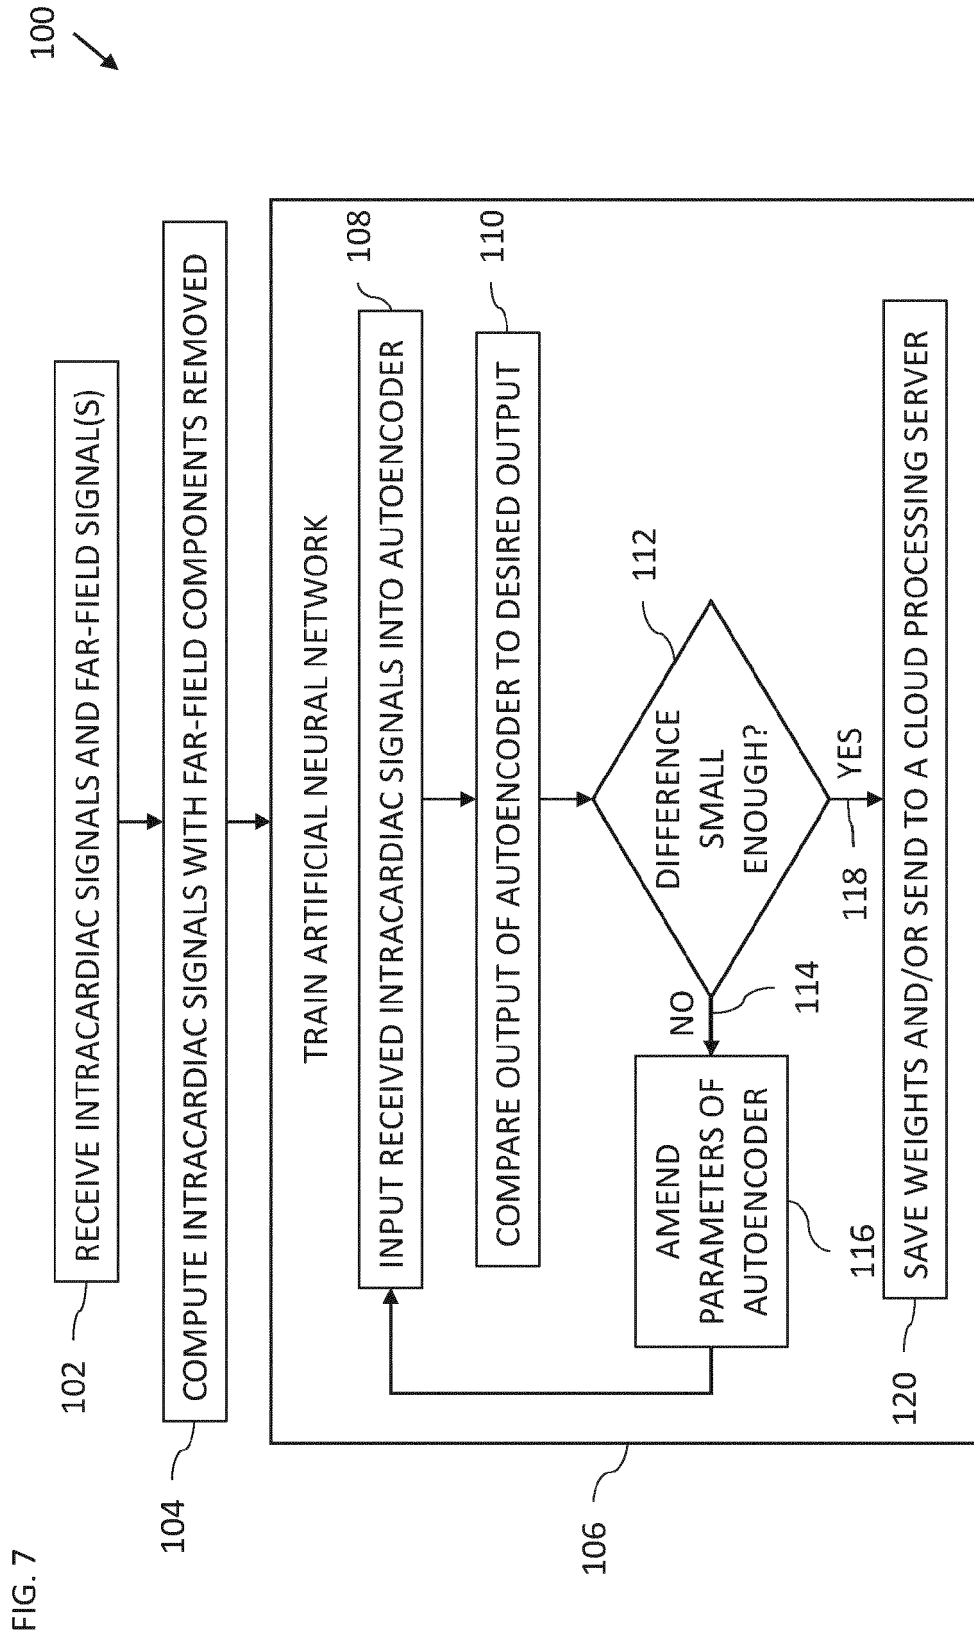 FIG. 7
100
102
RECEIVE INTRACARDIAC SIGNALS AND FAR-FIELD SIGNAL(S)
104
COMPUTE INTRACARDIAC SIGNALS WITH FAR-FIELD COMPONENTS REMOVED
106
TRAIN ARTIFICIAL NEURAL NETWORK
108
INPUT RECEIVED INTRACARDIAC SIGNALS INTO AUTOENCODER
110
COMPARE OUTPUT OF AUTOENCODER TO DESIRED OUTPUT
112
DIFFERENCE
SMALL
ENOUGH?
NO
114
AMEND
PARAMETERS OF
AUTOENCODER
116
118
YES
120
SAVE WEIGHTS AND/OR SEND TO A CLOUD PROCESSING SERVER